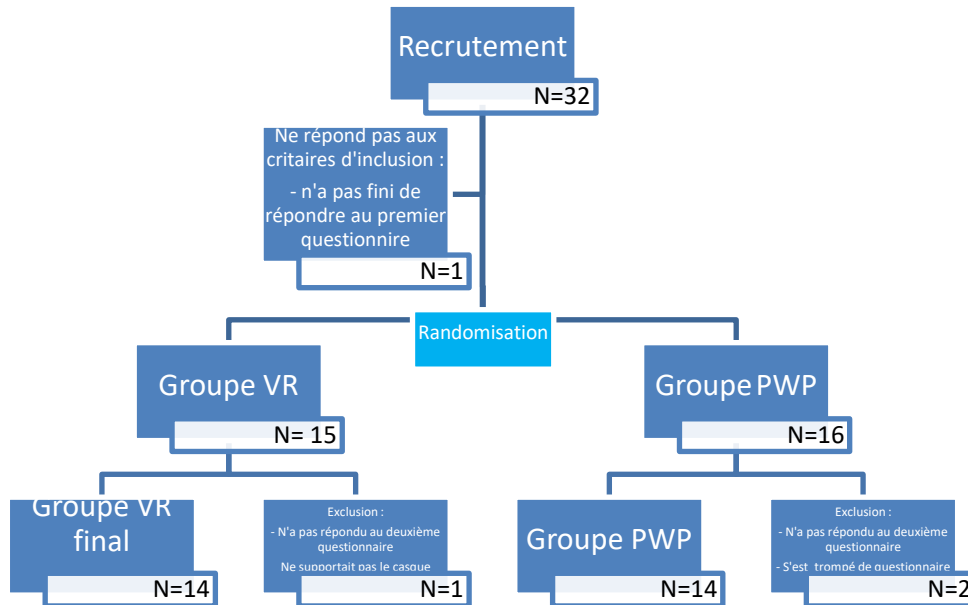 Recrutement
N=32
Ne répond pas aux
critaires d'inclusion :
- n'a pas fini de
répondre au premier
questionnire
N=1
Randomisation
Groupe VR
N= 15
Groupe PWP
N=16
Groupe VR
final
N=14
Exclusion :
- N'a pas répondu au deuxième
questionnaire
Ne supportait pas le casque
N=1
Groupe PWP
N=14
Exclusion :
- N'a pas répondu au deuxième
questionnaire
- S'est trompé de questionnaire
N=2